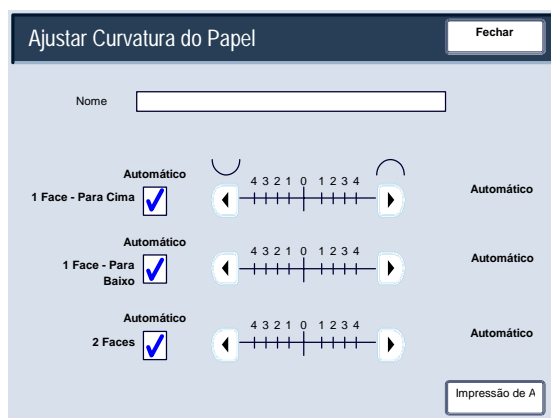 Ajustar Curvatura do Papel
Fechar
Nome
Automático
4 3 2 1 0 1 2 3 4
1 Face - Para Cima
Automático
Automático
4 3 2 1 0 1 2 3 4
1 Face - Para
Baixo
Automático
Automático
4 3 2 1 0 1 2 3 4
2 Faces
Automático
Impressão de A